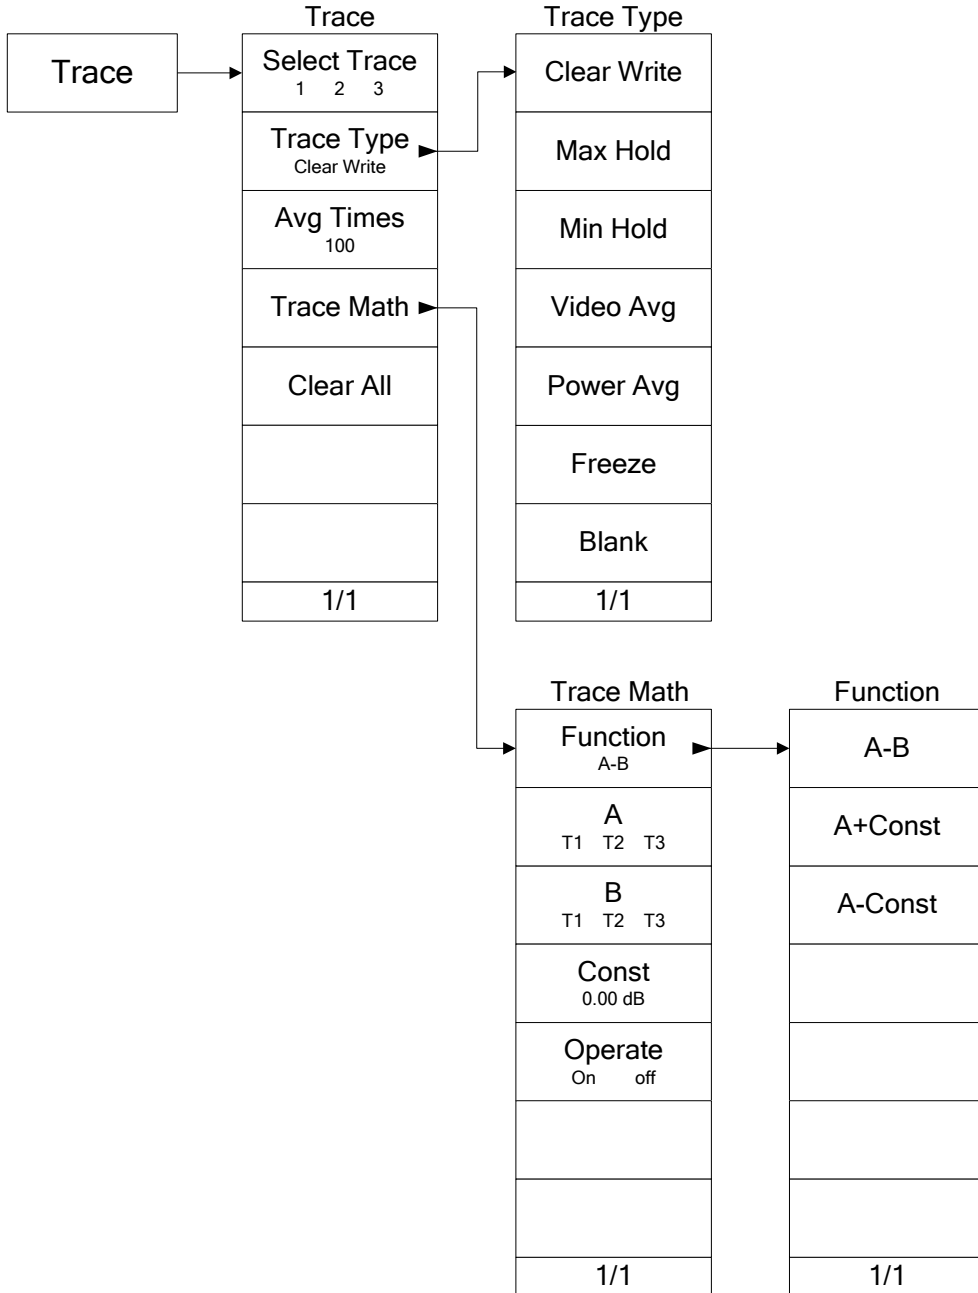 Trace
Trace
Select Trace
1 2 3
Trace Type
Clear Write
Avg Times
100
Trace Math
Clear All
1/1
Trace Type
Clear Write
Max Hold
Min Hold
Video Avg
Power Avg
Freeze
Blank
1/1
Trace Math
Function
A-B
A
T1 T2 T3
B
T1 T2 T3
Const
0.00 dB
Operate
On off
1/1
Function
A-B
A+Const
A-Const
1/1